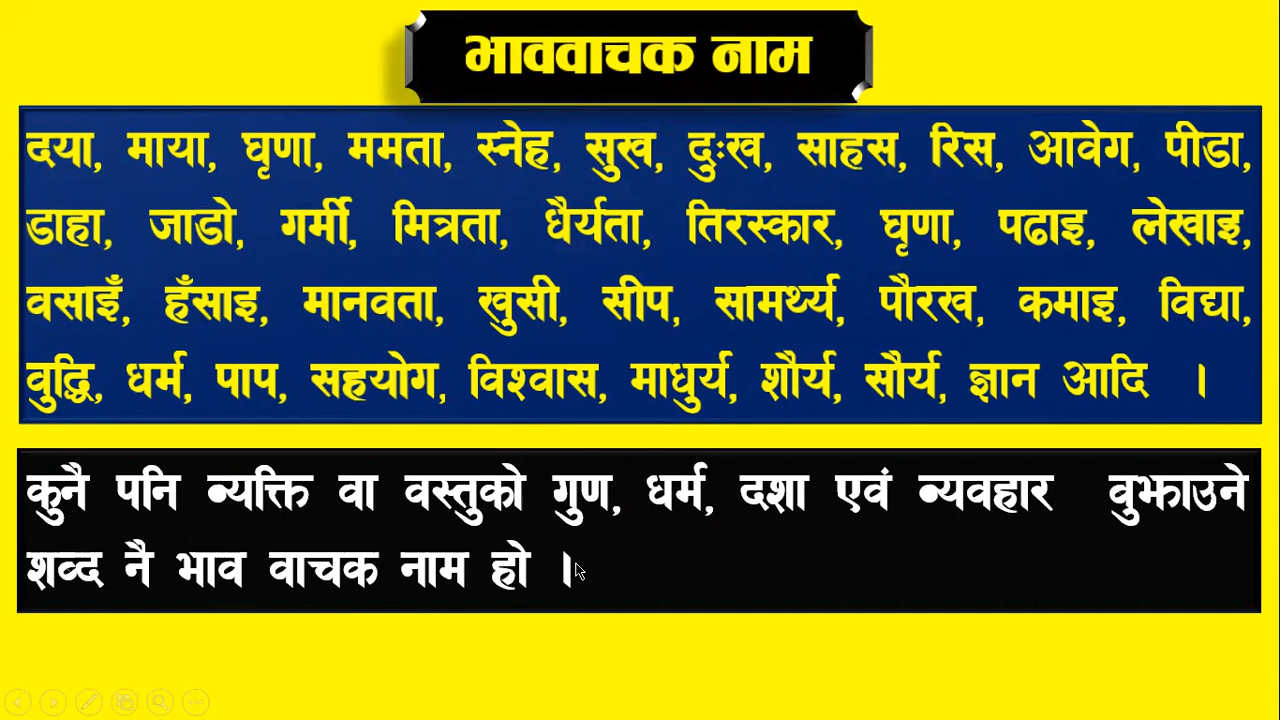 भाववाचक नाम
दया, माया, घृणा, ममता, स्नेह, सुख, दुःख, साहस, रिस, आवेग, पीडा,
डाहा, जाडो, गर्मी, मित्रता, धैर्यता, तिरस्कार, घृणा, पढाइ, लेखाइ,
वसाइँ, हँसाइ, मानवता, खुसी, सीप, सामर्थ्य, पौरख, कमाइ, विद्या,
वुद्धि, धर्म, पाप, सहयोग, विश्वास, माधुर्य, शौर्य, सौर्य, ज्ञान आदि ।
कुनै पनि ब्यक्ति वा वस्तुको गुण, धर्म, दशा एवं ब्यवहार वुझाउने
शव्द नै भाव वाचक नाम हो ।